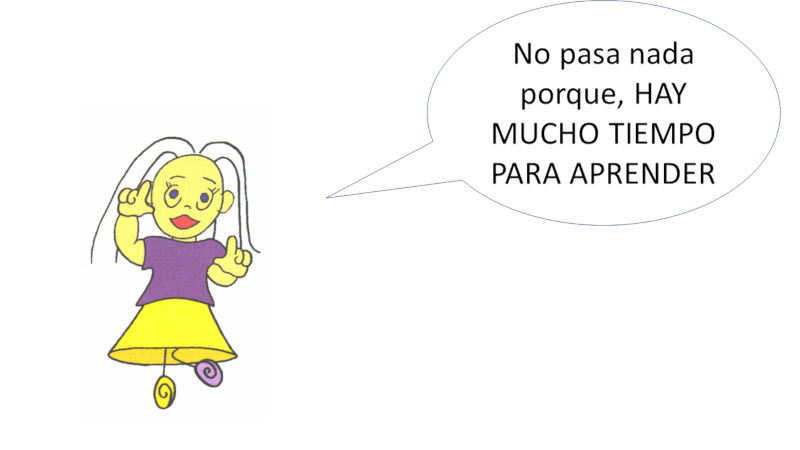 No pasa nada
porque, HAY
MUCHO TIEMPO
PARA APRENDER